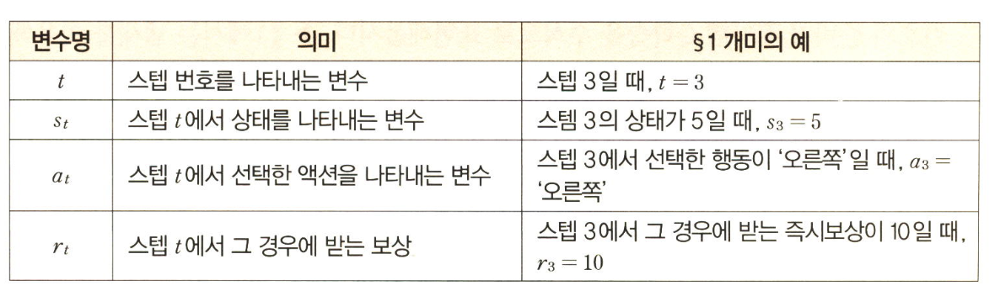 변수명 의미 §1 개미의 예
t 스텝 번호를 나타내는 변수 스텝 3일 때, t = 3
s_t 스텝 t에서 상태를 나타내는 변수 스템 3의 상태가 5일 때, s_3 = 5
a_t 스텝 t에서 선택한 액션을 나타내는 변수 스텝 3에서 선택한 행동이 ‘오른쪽’일 때, a_3 =
‘오른쪽’
r_t 스텝 t에서 그 경우에 받는 보상 스텝 3에서 그 경우에 받는 즉시보상이 10일 때,
r_3 = 10